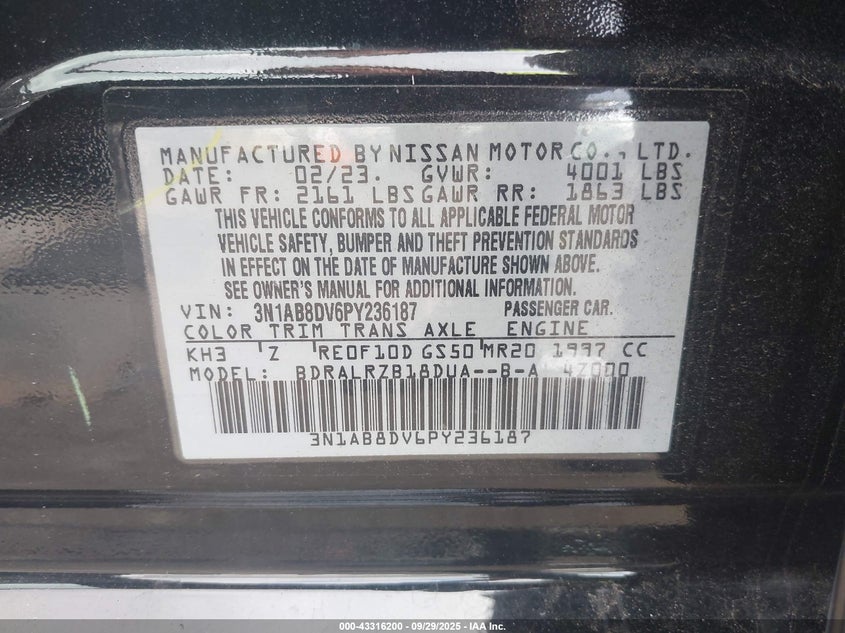 MANUFACTURED BY NISSAN MOTOR CO., LTD.
DATE: 02/23. GVWR: 4001 LBS
GAWR FR: 2161 LBS GAWR RR: 1863 LBS
THIS VEHICLE CONFORMS TO ALL APPLICABLE FEDERAL MOTOR
VEHICLE SAFETY, BUMPER AND THEFT PREVENTION STANDARDS
IN EFFECT ON THE DATE OF MANUFACTURE SHOWN ABOVE.
SEE OWNER'S MANUAL FOR ADDITIONAL INFORMATION.
VIN: 3N1AB8DV6PY236187 PASSENGER CAR.
COLOR TRIM TRANS AXLE ENGINE
KH3 Z RE0F10D GS50 MR20 1997 CC
MODEL: BDRALRZB18DUA--B-A 4Z000
3N1AB8DV6PY236187
000-43316200 - 09/29/2025 - IAA, Inc.